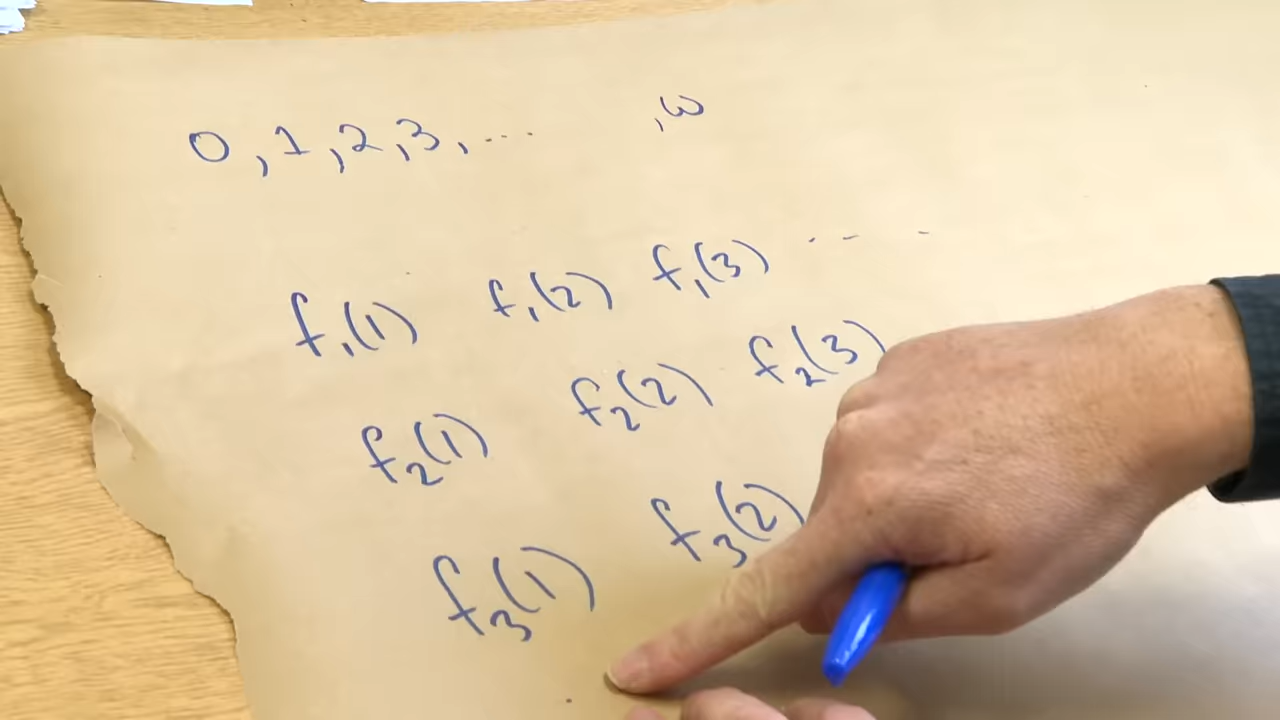 0, 1, 2, 3, ... , ω
f₁(1) f₁(2) f₁(3) ...
f₂(1) f₂(2) f₂(3)
f₃(1) f₃(2)